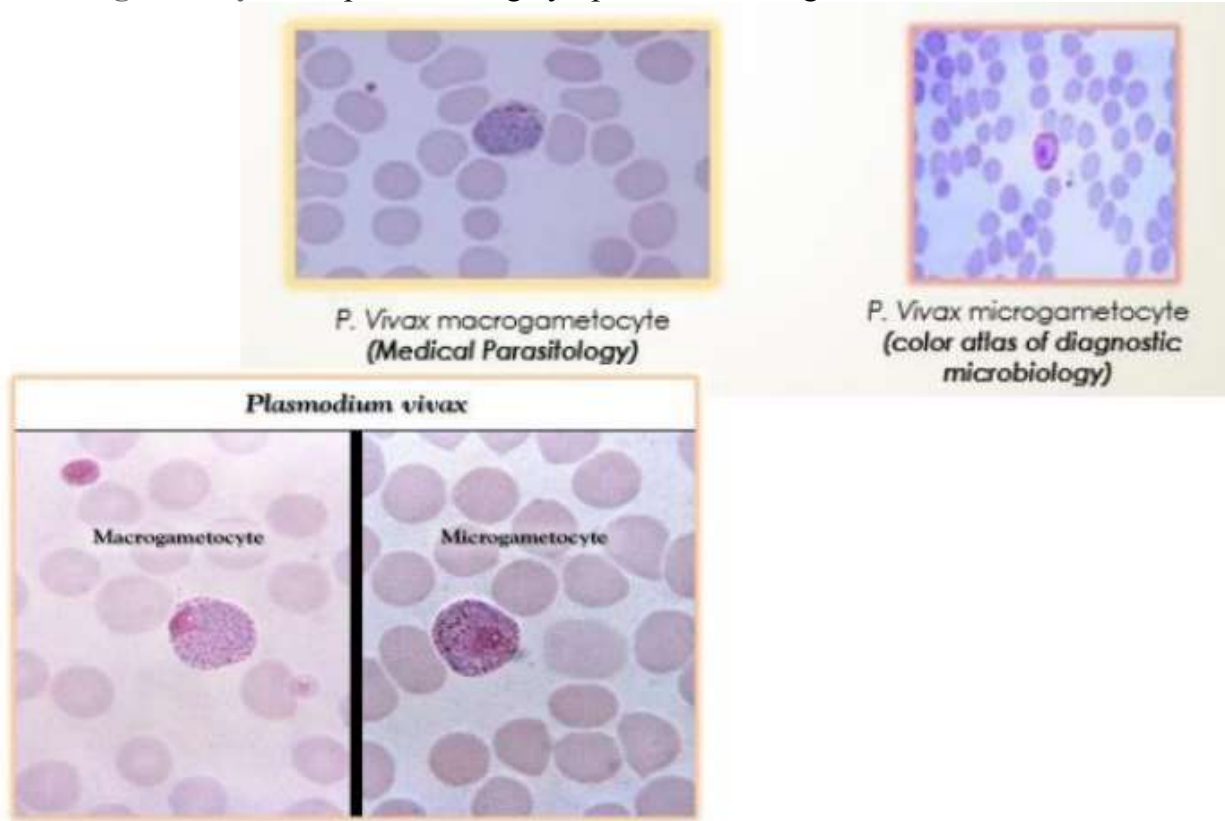 P. Vivax macrogametocyte
(Medical Parasitology)
P. Vivax microgametocyte
(color atlas of diagnostic
microbiology)
Plasmodium vivax
Macrogametocyte
Microgametocyte